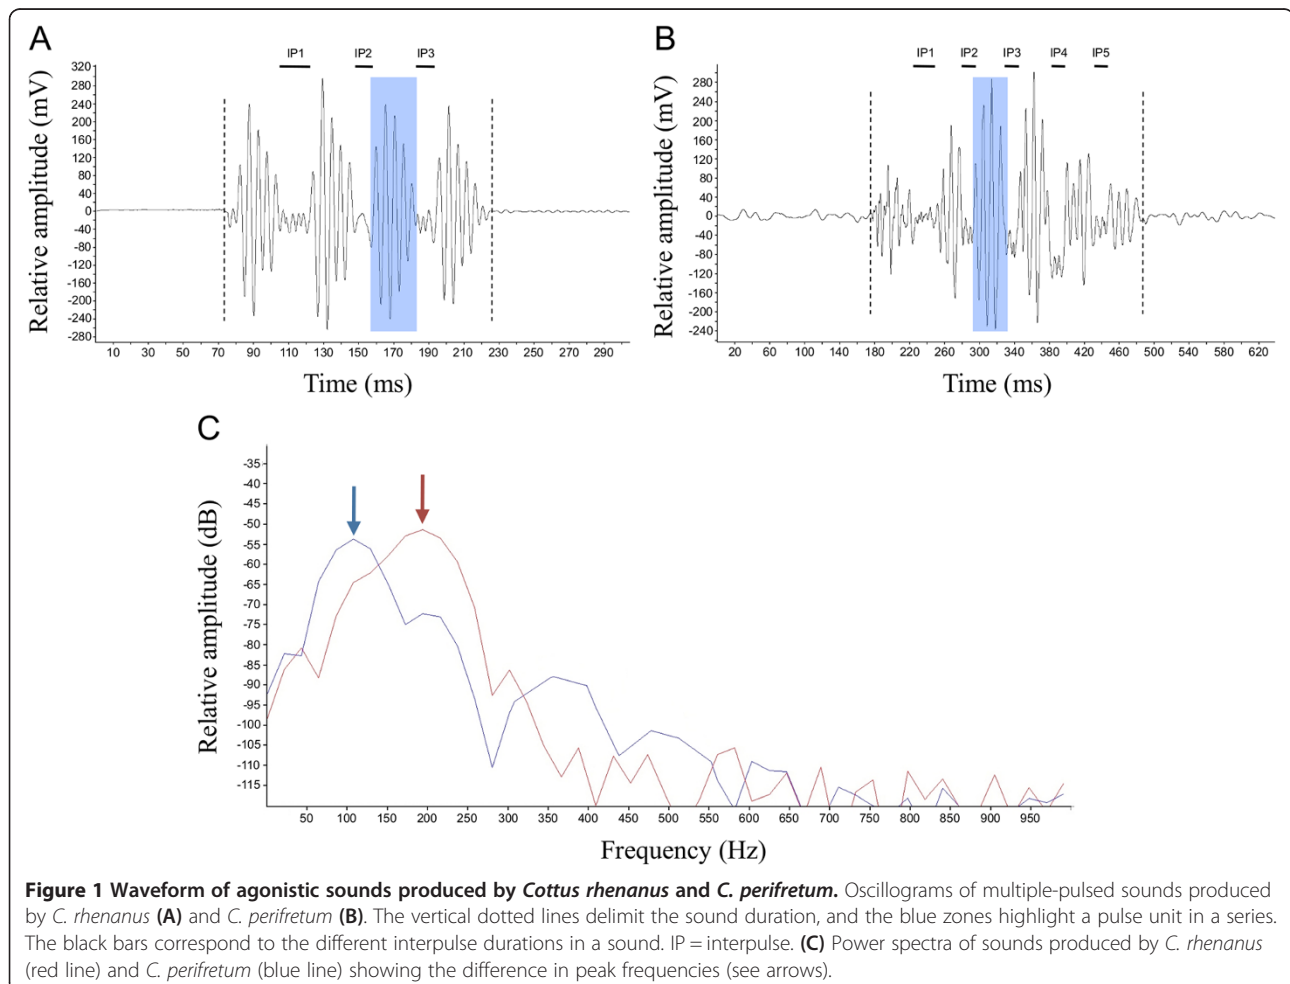 A
IP1 IP2 IP3
320
280
240
200
160
120
80
40
0
-40
-80
-120
-160
-200
-240
-280
Relative amplitude (mV)
10 30 50 70 90 110 130 150 170 190 210 230 250 270 290
Time (ms)
B
IP1 IP2 IP3 IP4 IP5
280
240
200
160
120
80
40
0
-40
-80
-120
-160
-200
-240
Relative amplitude (mV)
20 60 100 140 180 220 260 300 340 380 420 460 500 540 580 620
Time (ms)
C
-35
-40
-45
-50
-55
-60
-65
-70
-75
-80
-85
-90
-95
-100
-105
-110
-115
Relative amplitude (dB)
50 100 150 200 250 300 350 400 450 500 550 600 650 700 750 800 850 900 950
Frequency (Hz)
Figure 1 Waveform of agonistic sounds produced by Cottus rhenanus and C. perifretum. Oscillograms of multiple-pulsed sounds produced
by C. rhenanus (A) and C. perifretum (B). The vertical dotted lines delimit the sound duration, and the blue zones highlight a pulse unit in a series.
The black bars correspond to the different interpulse durations in a sound. IP = interpulse. (C) Power spectra of sounds produced by C. rhenanus
(red line) and C. perifretum (blue line) showing the difference in peak frequencies (see arrows).